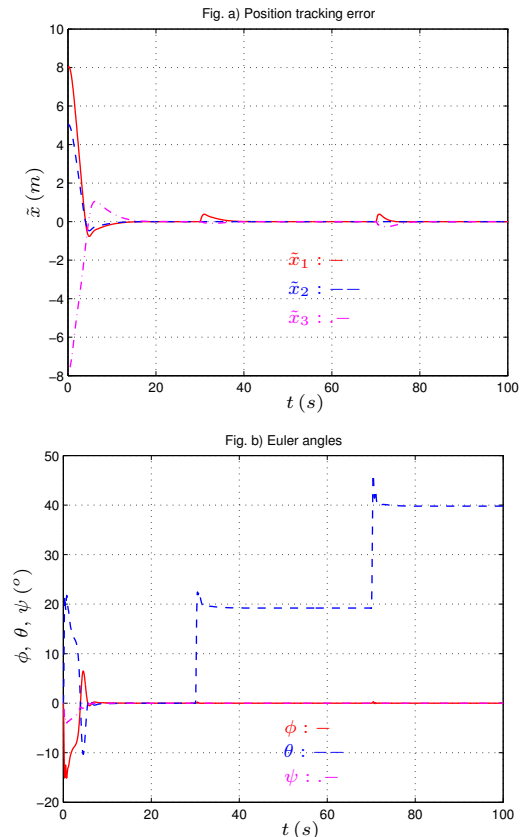 Fig. a) Position tracking error
10
8
6
4
2
0
−2
−4
−6
−8
x̃ (m)
x̃₁ : —
x̃₂ : — —
x̃₃ : . —
0 20 40 60 80 100
t (s)
Fig. b) Euler angles
50
40
30
20
10
0
−10
−20
ϕ, θ, ψ (°)
ϕ : —
θ : — —
ψ : . —
0 20 40 60 80 100
t (s)